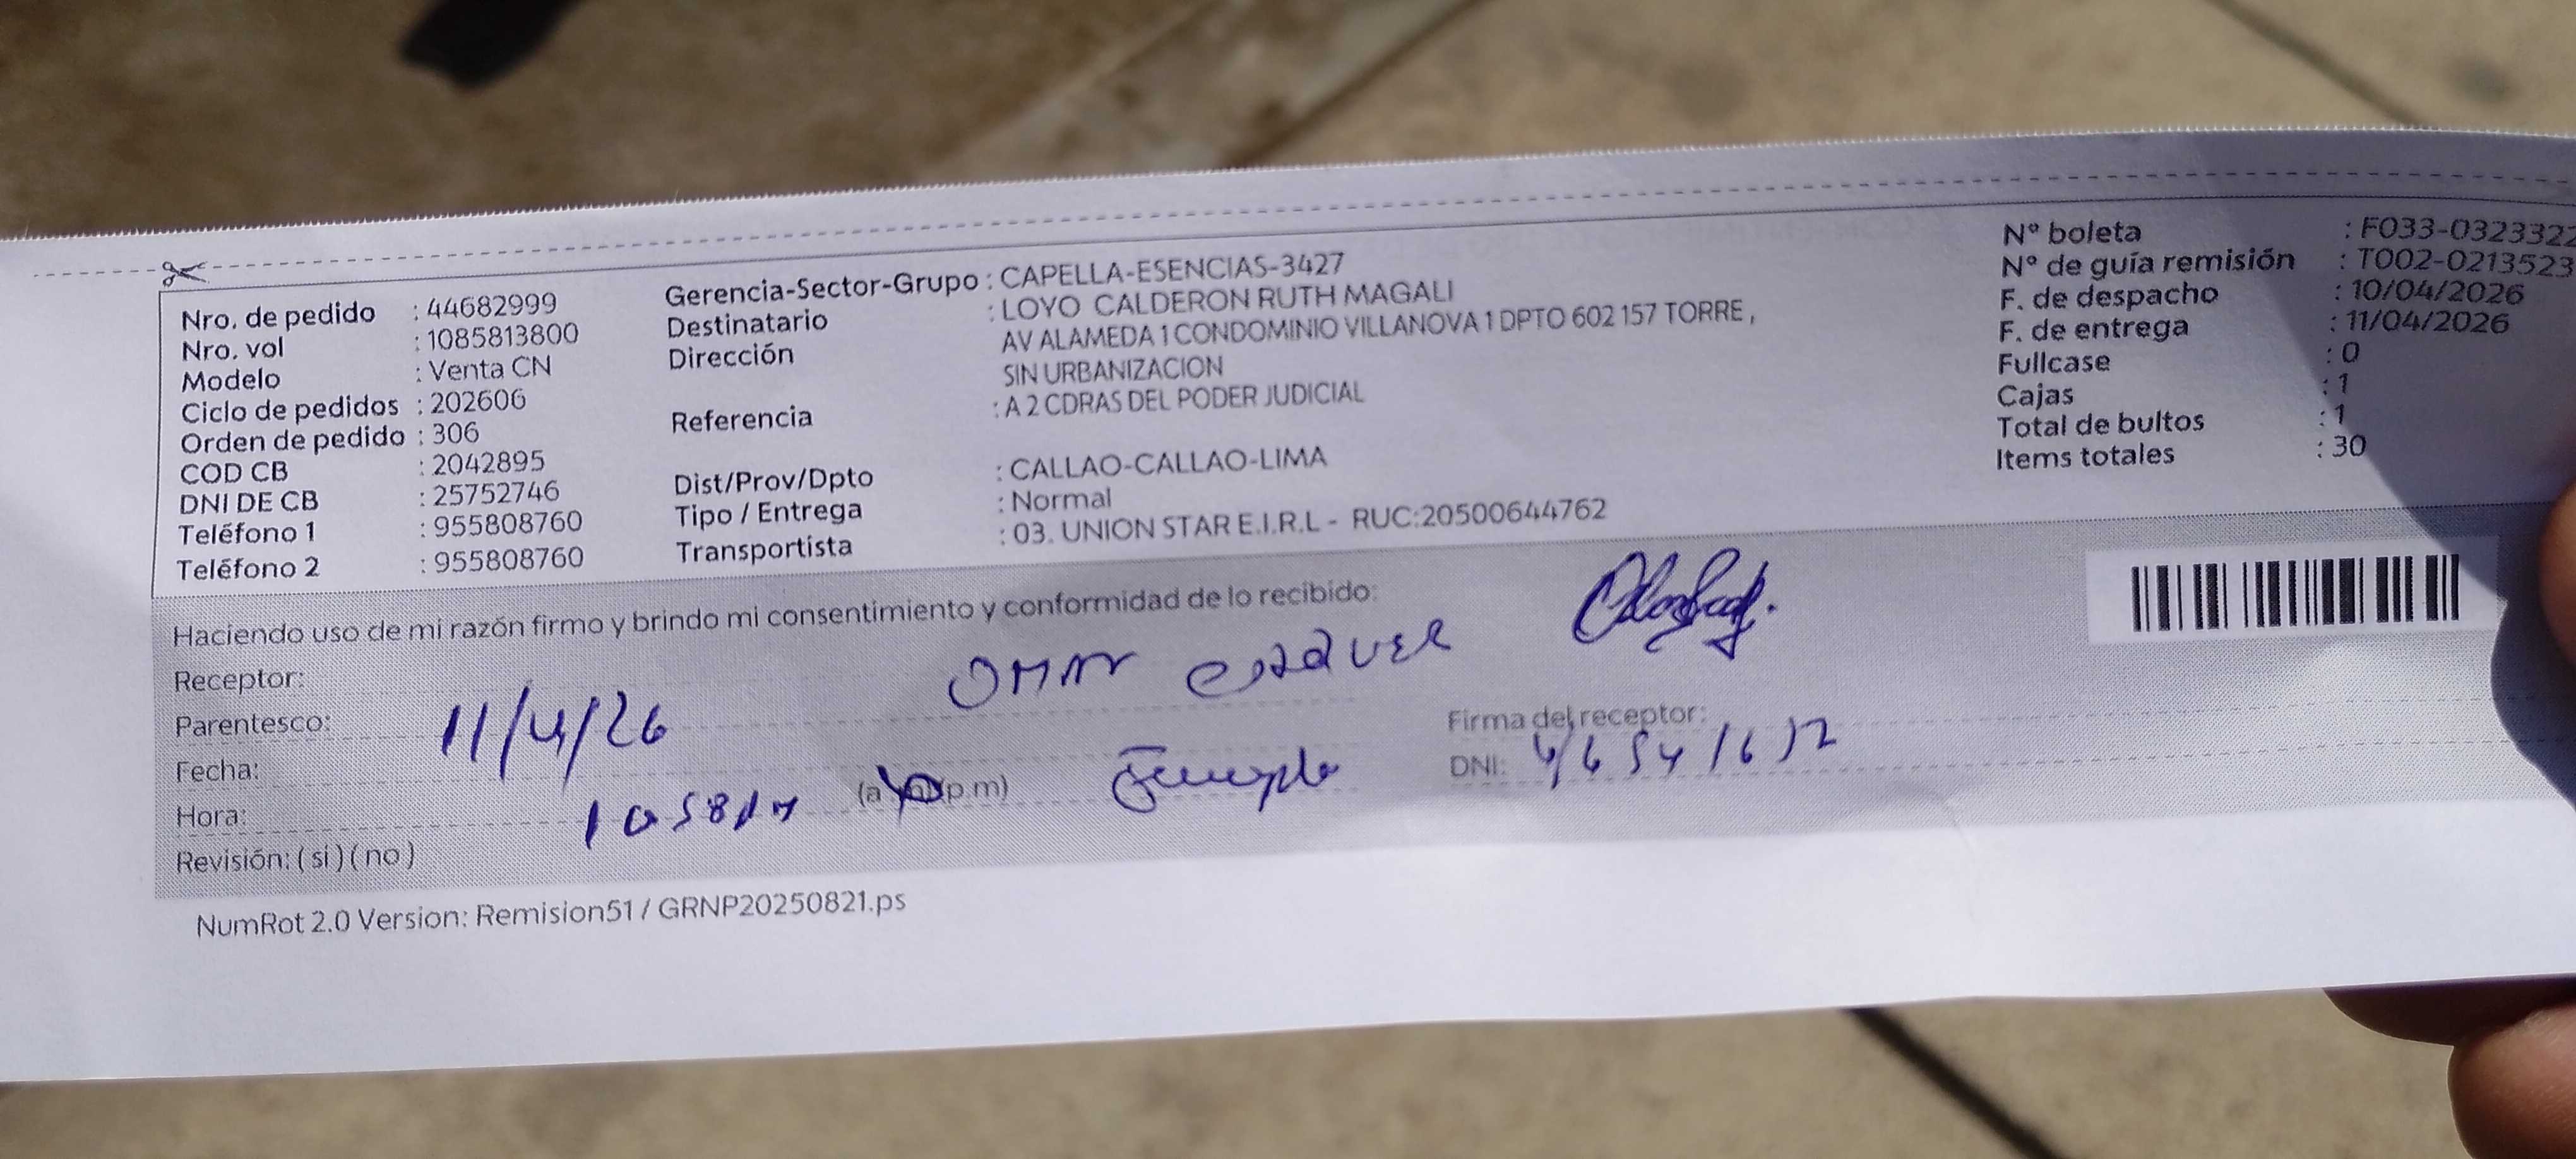 Nro. de pedido : 44682999
Nro. vol : 1085813800
Modelo : Venta CN
Ciclo de pedidos : 202606
Orden de pedido : 306
COD CB : 2042895
DNI DE CB : 25752746
Teléfono 1 : 955808760
Teléfono 2 : 955808760
Gerencia-Sector-Grupo : CAPELLA-ESENCIAS-3427
Destinatario : LOYO CALDERON RUTH MAGALI
Dirección AV ALAMEDA 1 CONDOMINIO VILLANOVA 1 DPTO 602 157 TORRE ,
SIN URBANIZACION
Referencia : A 2 CDRAS DEL PODER JUDICIAL
Dist/Prov/Dpto : CALLAO-CALLAO-LIMA
Tipo / Entrega : Normal
Transportista : 03. UNION STAR E.I.R.L - RUC:20500644762
N° boleta : F033-0323322
N° de guía remisión : T002-0213523
F. de despacho : 10/04/2026
F. de entrega : 11/04/2026
Fullcase : 0
Cajas : 1
Total de bultos : 1
Items totales : 30
Haciendo uso de mi razón firmo y brindo mi consentimiento y conformidad de lo recibido:
Receptor: OMAR
Parentesco:
Fecha: 11/4/26
Hora: (a p.m)
Revisión: ( si ) ( no )
Firma del receptor:
DNI:
NumRot 2.0 Version: Remision51 / GRNP20250821.ps